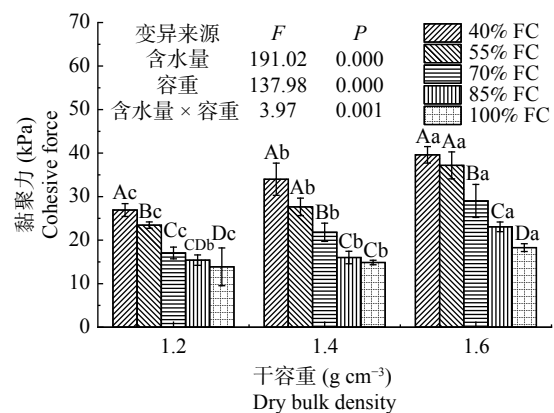 变异来源 F P
含水量 191.02 0.000
容重 137.98 0.000
含水量 × 容重 3.97 0.001
40% FC
55% FC
70% FC
85% FC
100% FC
黏聚力 (kPa)
Cohesive force
70
60
50
40
30
20
10
0
Ac Bc Cc CDb Dc
Ab Ab Bb Cb Cb
Aa Aa Ba Ca Da
1.2 1.4 1.6
干容重 (g cm⁻³)
Dry bulk density